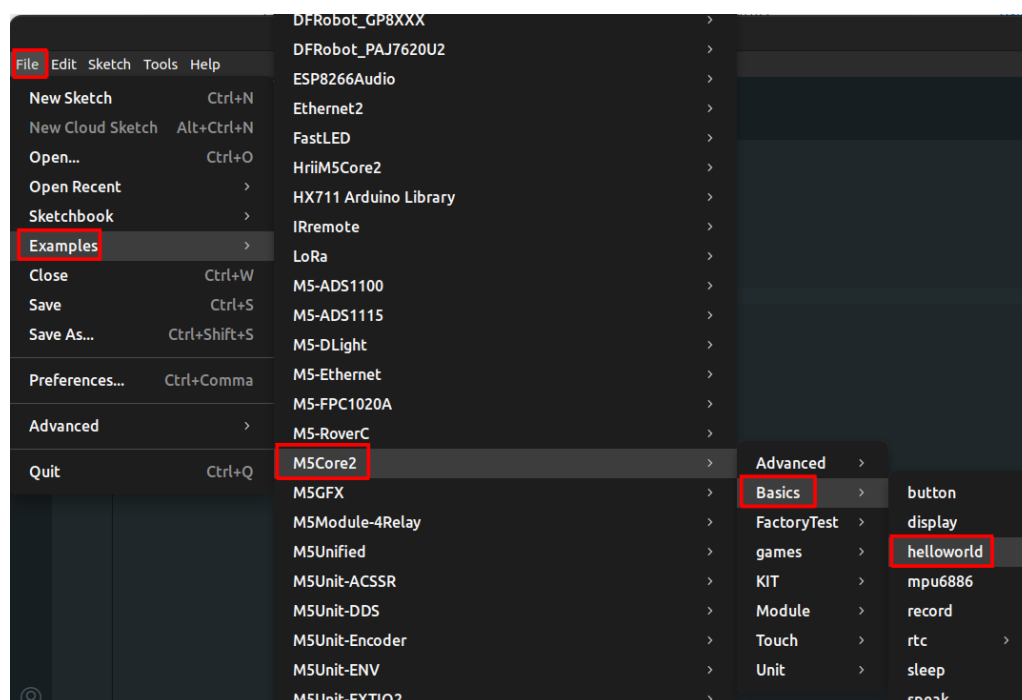 File Edit Sketch Tools Help
New Sketch Ctrl+N
New Cloud Sketch Alt+Ctrl+N
Open... Ctrl+O
Open Recent
Sketchbook
Examples
Close Ctrl+W
Save Ctrl+S
Save As... Ctrl+Shift+S
Preferences... Ctrl+Comma
Advanced
Quit Ctrl+Q
DFRobot_GP8XXX
DFRobot_PAJ7620U2
ESP8266Audio
Ethernet2
FastLED
HriiM5Core2
HX711 Arduino Library
IRremote
LoRa
M5-ADS1100
M5-ADS1115
M5-DLight
M5-Ethernet
M5-FPC1020A
M5-RoverC
M5Core2
M5GFX
M5Module-4Relay
M5Unified
M5Unit-ACSSR
M5Unit-DDS
M5Unit-Encoder
M5Unit-ENV
M5Unit-EXTIO2
Advanced
Basics
FactoryTest
games
KIT
Module
Touch
Unit
button
display
helloworld
mpu6886
record
rtc
sleep
speak